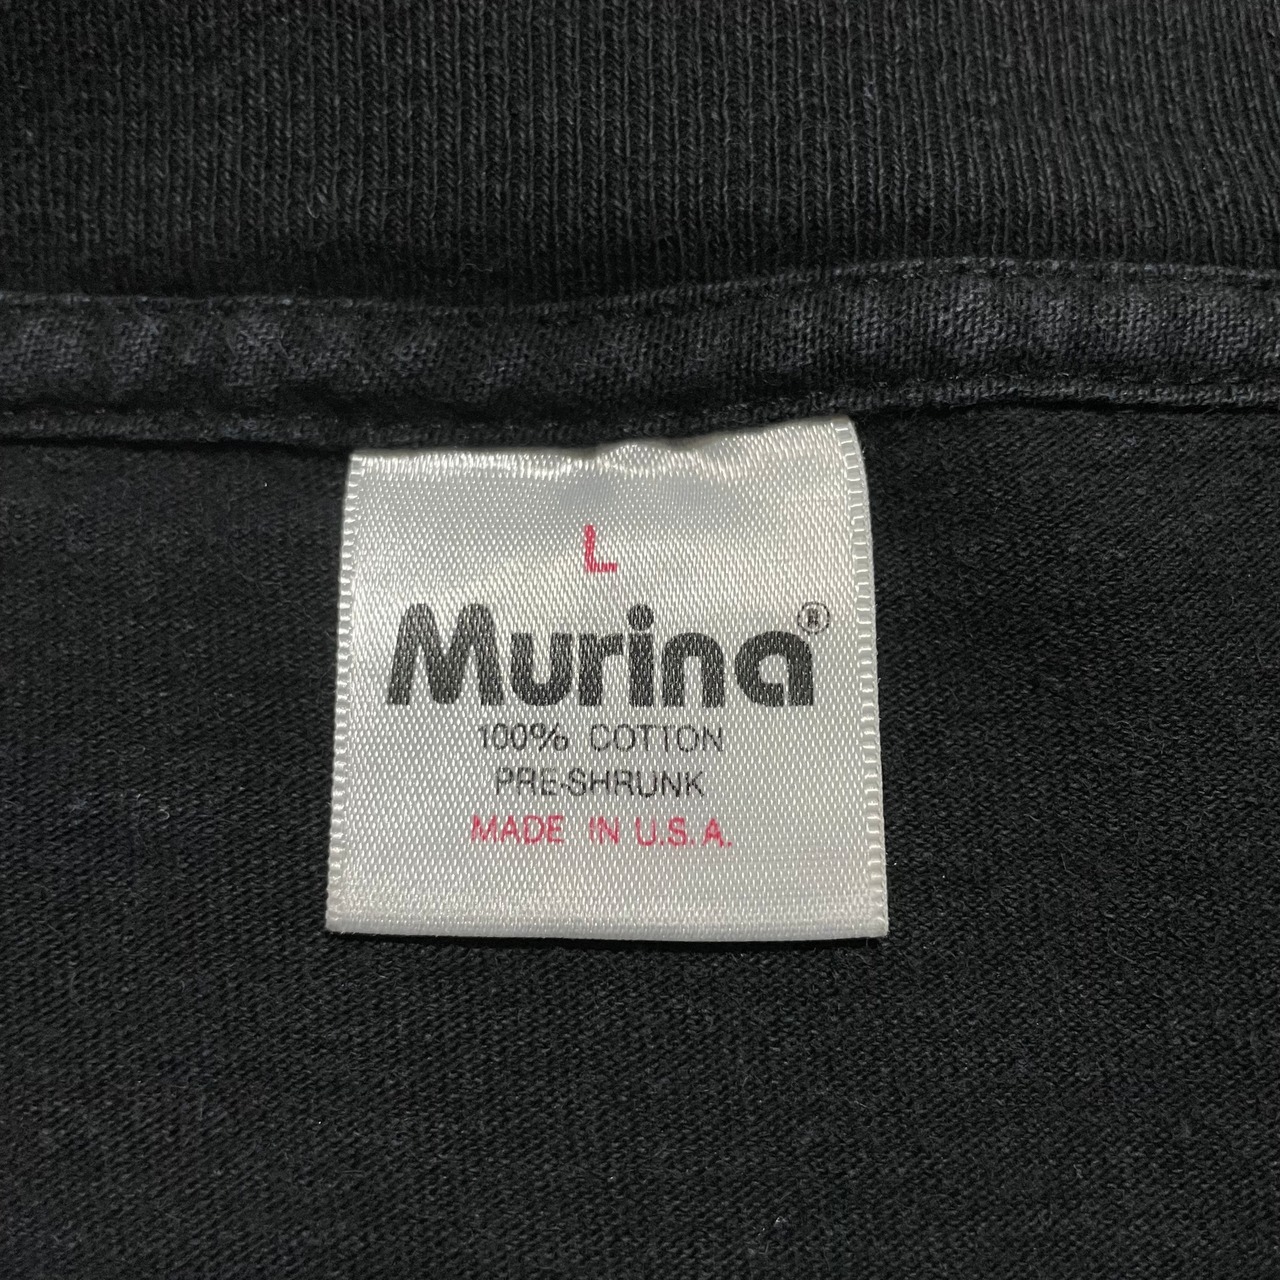 L
Murina®
100% COTTON
PRE-SHRUNK
MADE IN U.S.A.